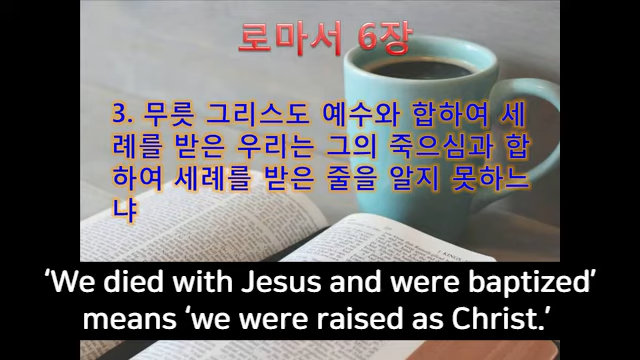 로마서 6장
3. 무릇 그리스도 예수와 합하여 세
례를 받은 우리는 그의 죽으심과 합
하여 세례를 받은 줄을 알지 못하느
냐
‘We died with Jesus and were baptized’
means ‘we were raised as Christ.’